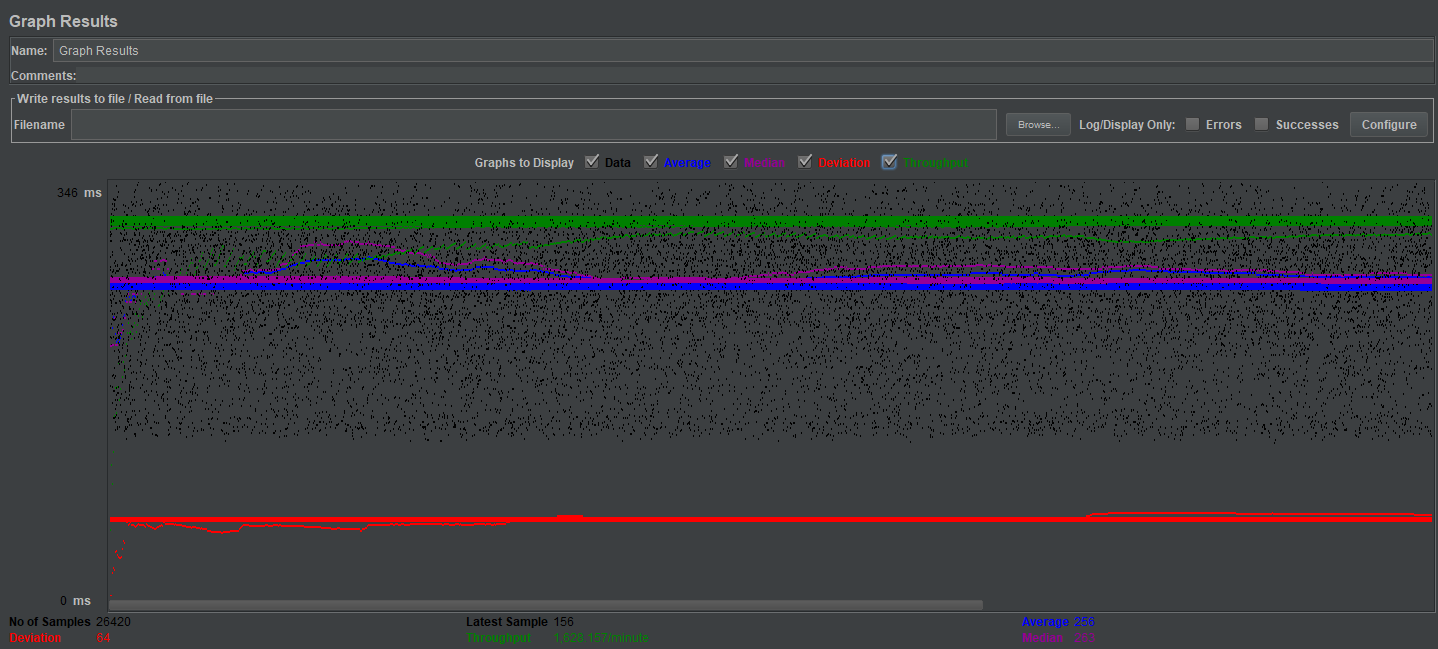 Graph Results
Name: Graph Results
Comments:
Write results to file / Read from file
Filename Browse... Log/Display Only: Errors Successes Configure
Graphs to Display Data Average Median Deviation Throughput
346 ms
0 ms
No of Samples 26420 Latest Sample 156 Average 256
Deviation 64 Throughput 1,628.157/minute Median